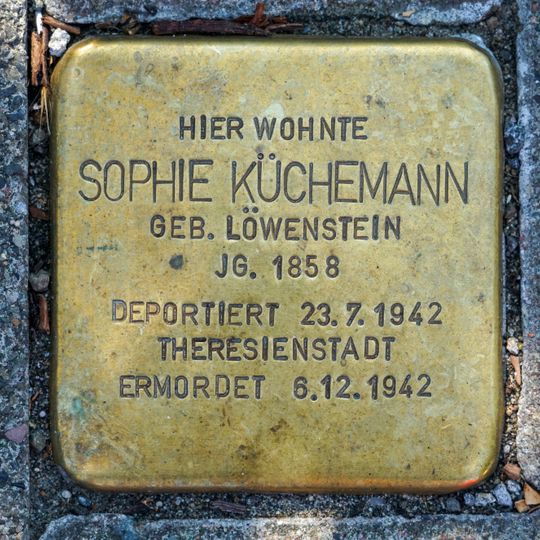 HIER WOHNTE
SOPHIE KÜCHEMANN
GEB. LÖWENSTEIN
JG. 1858
DEPORTIERT 23.7.1942
THERESIENSTADT
ERMORDET 6.12.1942